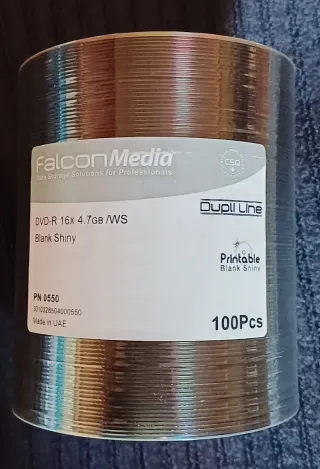 FalconMedia
Data Storage Solutions for Professionals
CSQ
Dupli Line
DVD-R 16x 4.7GB /WS
Blank Shiny
Printable
Blank Shiny
PN 0550
3010328504000550
Made in UAE
100Pcs